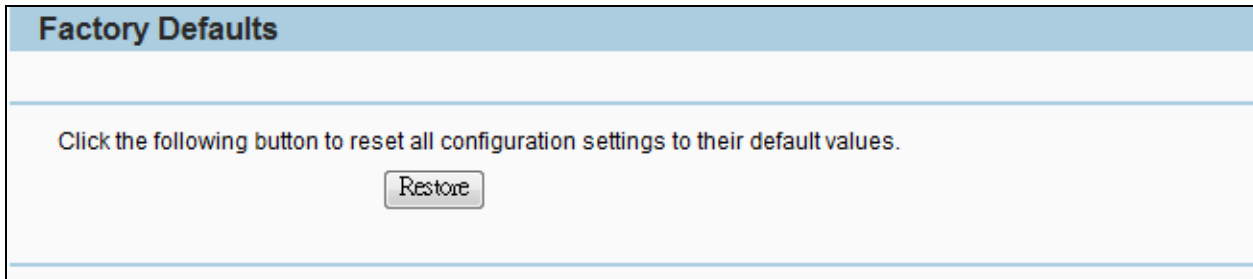 Factory Defaults
Click the following button to reset all configuration settings to their default values.
Restore